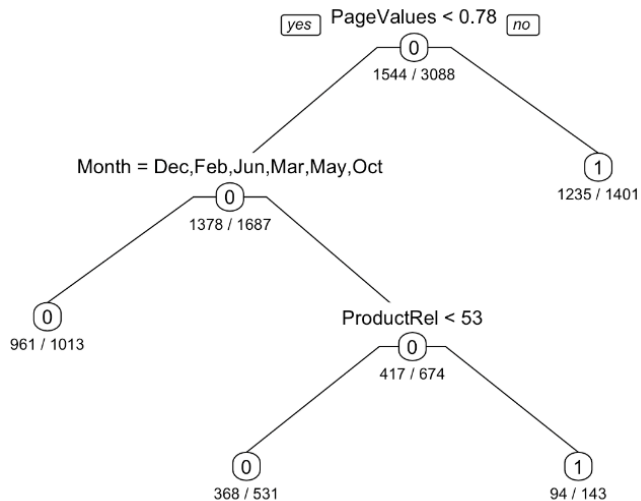 yes PageValues < 0.78 no
0
1544 / 3088
Month = Dec,Feb,Jun,Mar,May,Oct
0
1378 / 1687
1
1235 / 1401
0
961 / 1013
ProductRel < 53
0
417 / 674
0
368 / 531
1
94 / 143